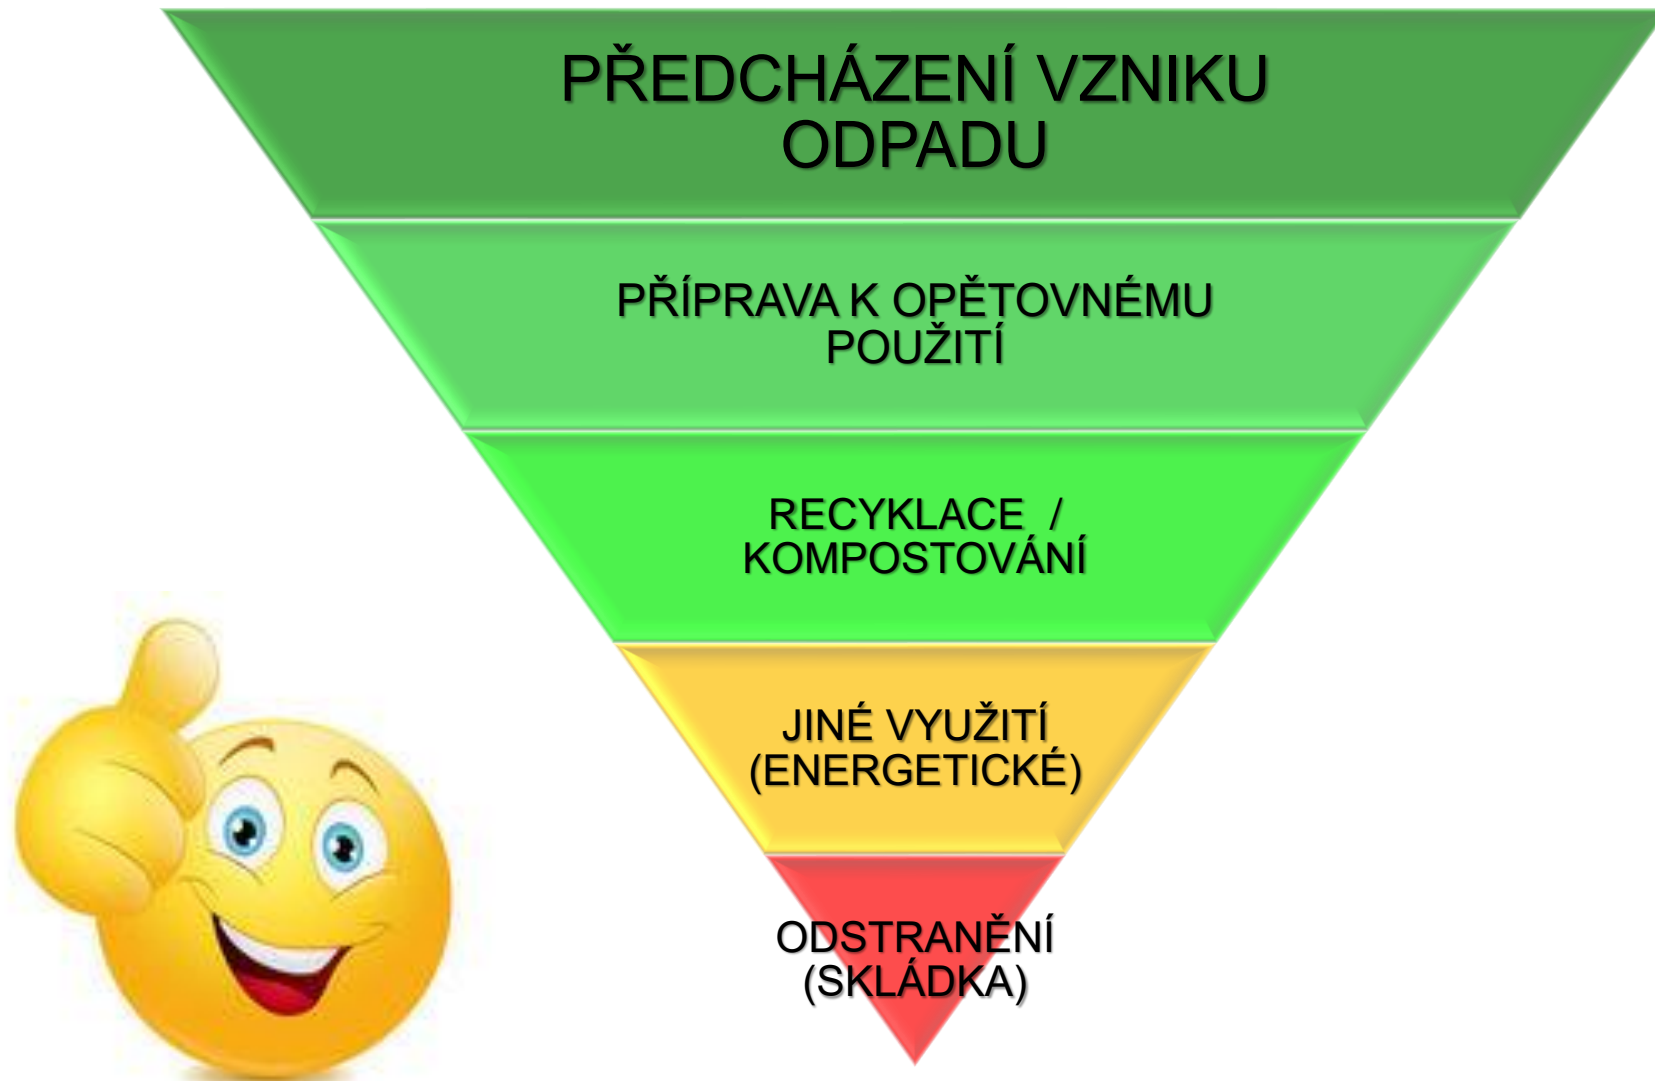 PŘEDCHÁZENÍ VZNIKU
ODPADU
PŘÍPRAVA K OPĚTOVNÉMU
POUŽITÍ
RECYKLACE /
KOMPOSTOVÁNÍ
JINÉ VYUŽITÍ
(ENERGETICKÉ)
ODSTRANĚNÍ
(SKLÁDKA)